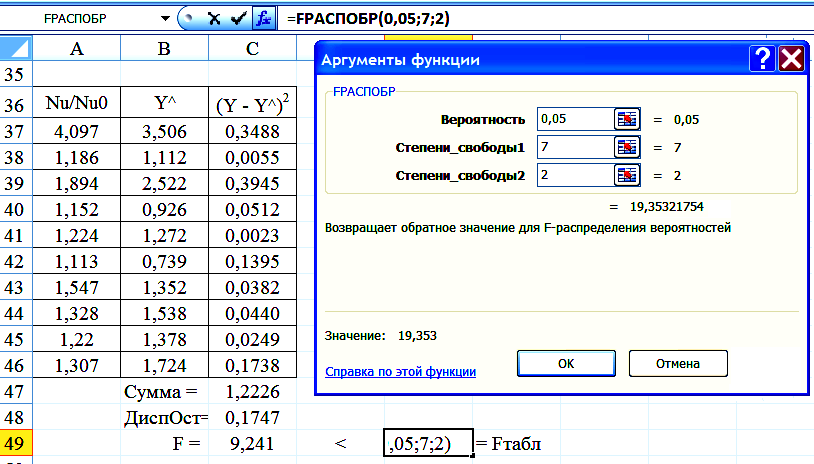 FРАСПОБР =FРАСПОБР(0,05;7;2)
A B C
35
36 Nu/Nu0 Y^ (Y - Y^)²
37 4,097 3,506 0,3488
38 1,186 1,112 0,0055
39 1,894 2,522 0,3945
40 1,152 0,926 0,0512
41 1,224 1,272 0,0023
42 1,113 0,739 0,1395
43 1,547 1,352 0,0382
44 1,328 1,538 0,0440
45 1,22 1,378 0,0249
46 1,307 1,724 0,1738
47 Сумма = 1,2226
48 ДиспОст= 0,1747
49 F = 9,241 < ,05;7;2) = Fтабл
Аргументы функции
FРАСПОБР
Вероятность 0,05 = 0,05
Степени_свободы1 7 = 7
Степени_свободы2 2 = 2
= 19,35321754
Возвращает обратное значение для F-распределения вероятностей
Значение: 19,353
Справка по этой функции OK Отмена